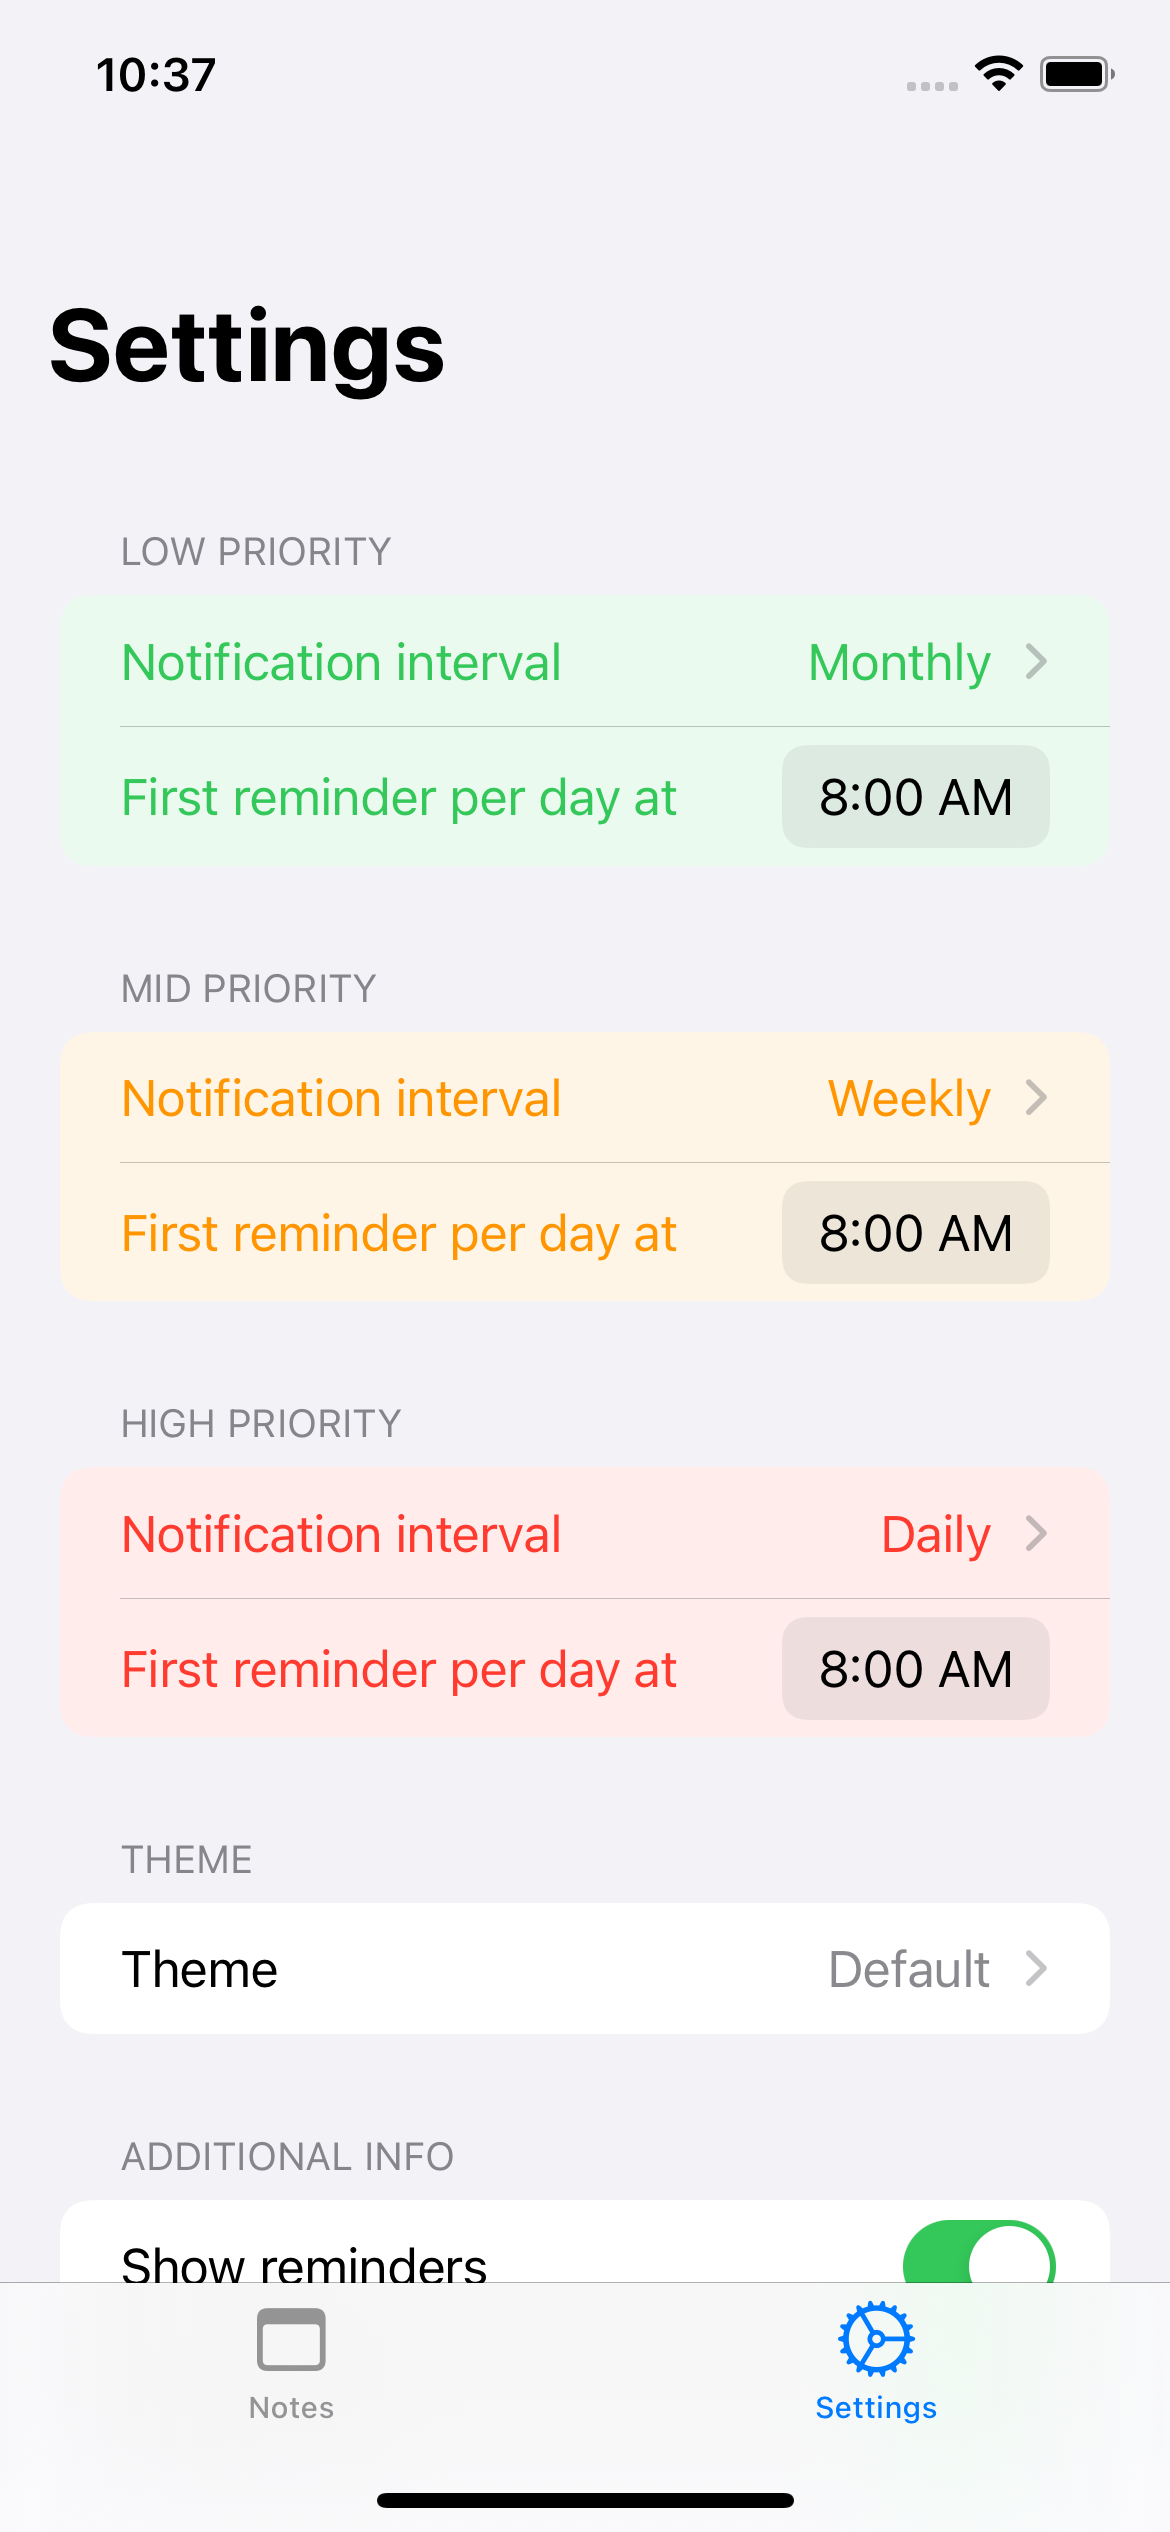 10:37
Settings
LOW PRIORITY
Notification interval Monthly
First reminder per day at 8:00 AM
MID PRIORITY
Notification interval Weekly
First reminder per day at 8:00 AM
HIGH PRIORITY
Notification interval Daily
First reminder per day at 8:00 AM
THEME
Theme Default
ADDITIONAL INFO
Show reminders
Notes Settings